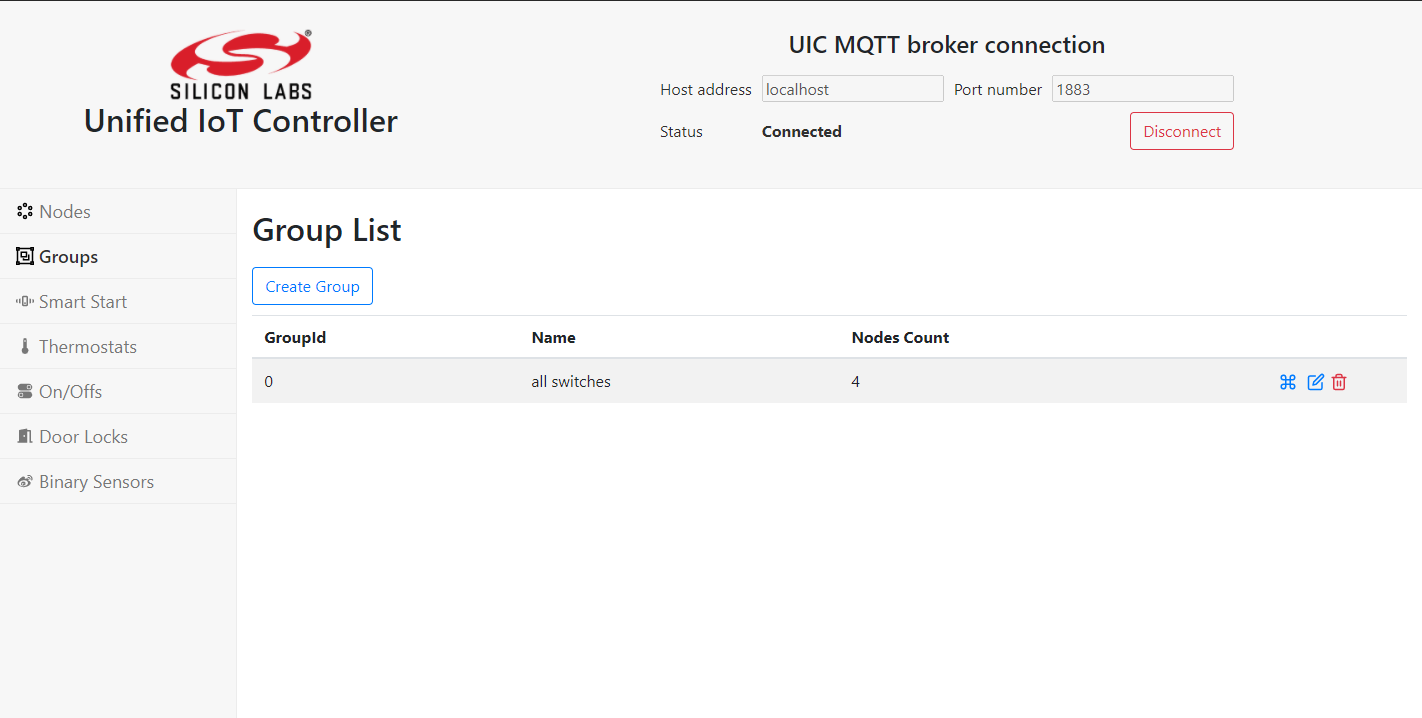 SILICON LABS
Unified IoT Controller
UIC MQTT broker connection
Host address localhost Port number 1883
Status Connected Disconnect
Nodes
Groups
Smart Start
Thermostats
On/Offs
Door Locks
Binary Sensors
Group List
Create Group
GroupId Name Nodes Count
0 all switches 4